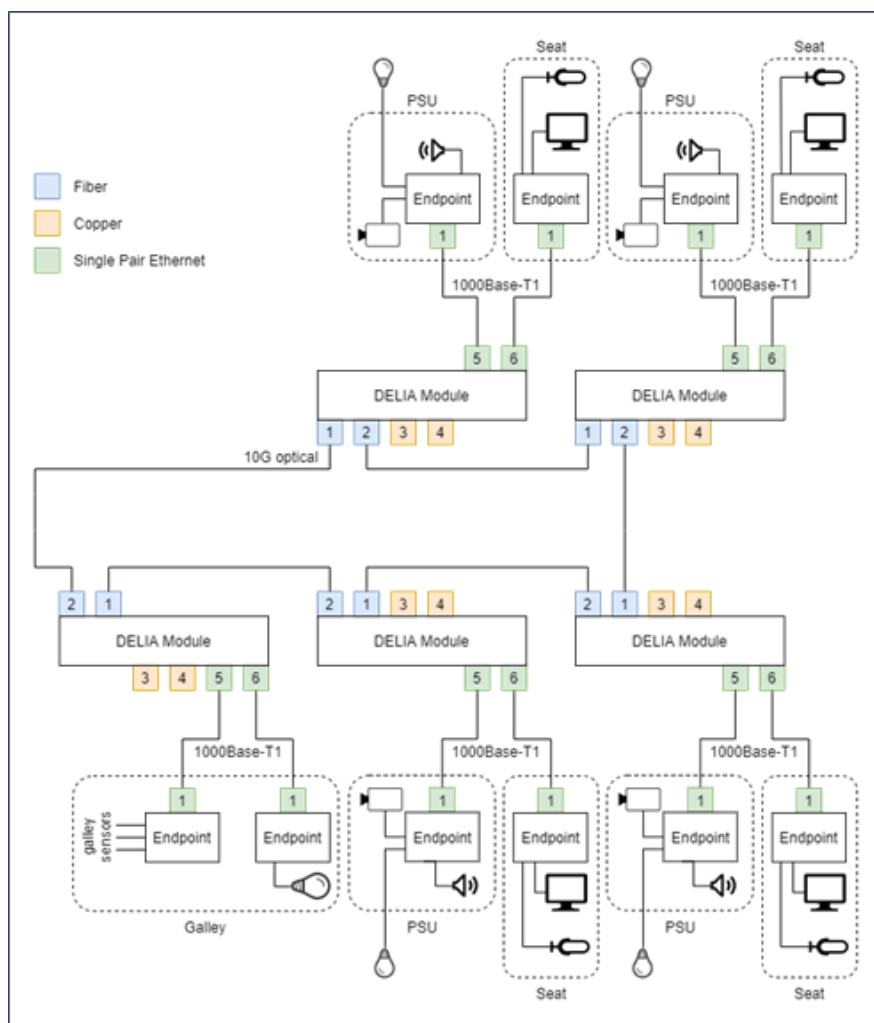 Seat
Seat
PSU
PSU
Fiber
Copper
Single Pair Ethernet
Endpoint
Endpoint
Endpoint
Endpoint
1
1
1
1
1000Base-T1
1000Base-T1
5
6
5
6
DELIA Module
DELIA Module
1
2
3
4
1
2
3
4
10G optical
2
1
2
1
3
4
2
1
3
4
DELIA Module
DELIA Module
DELIA Module
3
4
5
6
5
6
5
6
1000Base-T1
1000Base-T1
1000Base-T1
1
1
1
1
1
1
galley
sensors
Endpoint
Endpoint
Endpoint
Endpoint
Endpoint
Endpoint
Galley
PSU
PSU
Seat
Seat